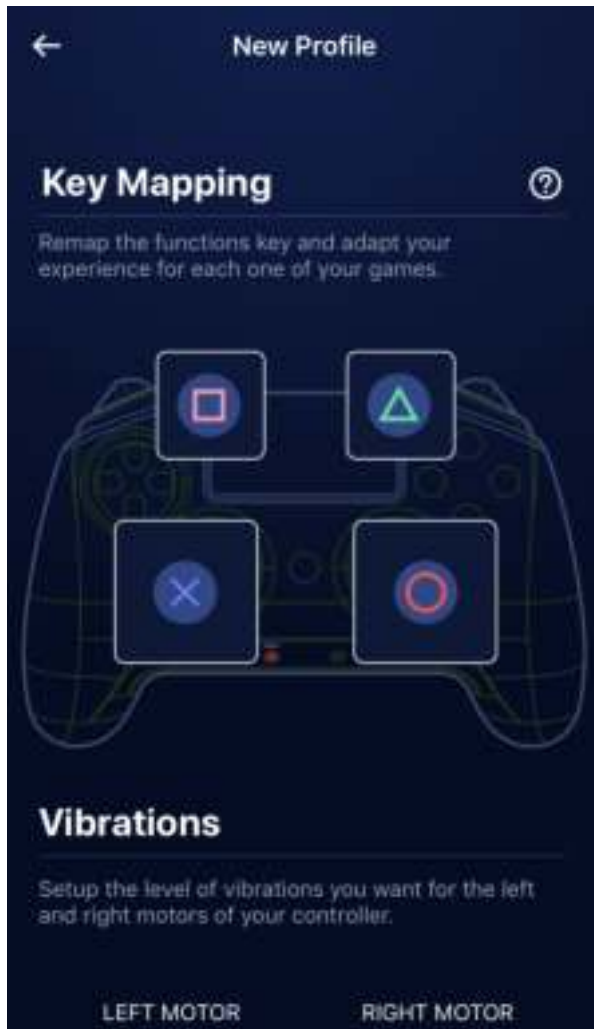 New Profile
Key Mapping
Remap the functions key and adapt your
experience for each one of your games.
Vibrations
Setup the level of vibrations you want for the left
and right motors of your controller.
LEFT MOTOR RIGHT MOTOR